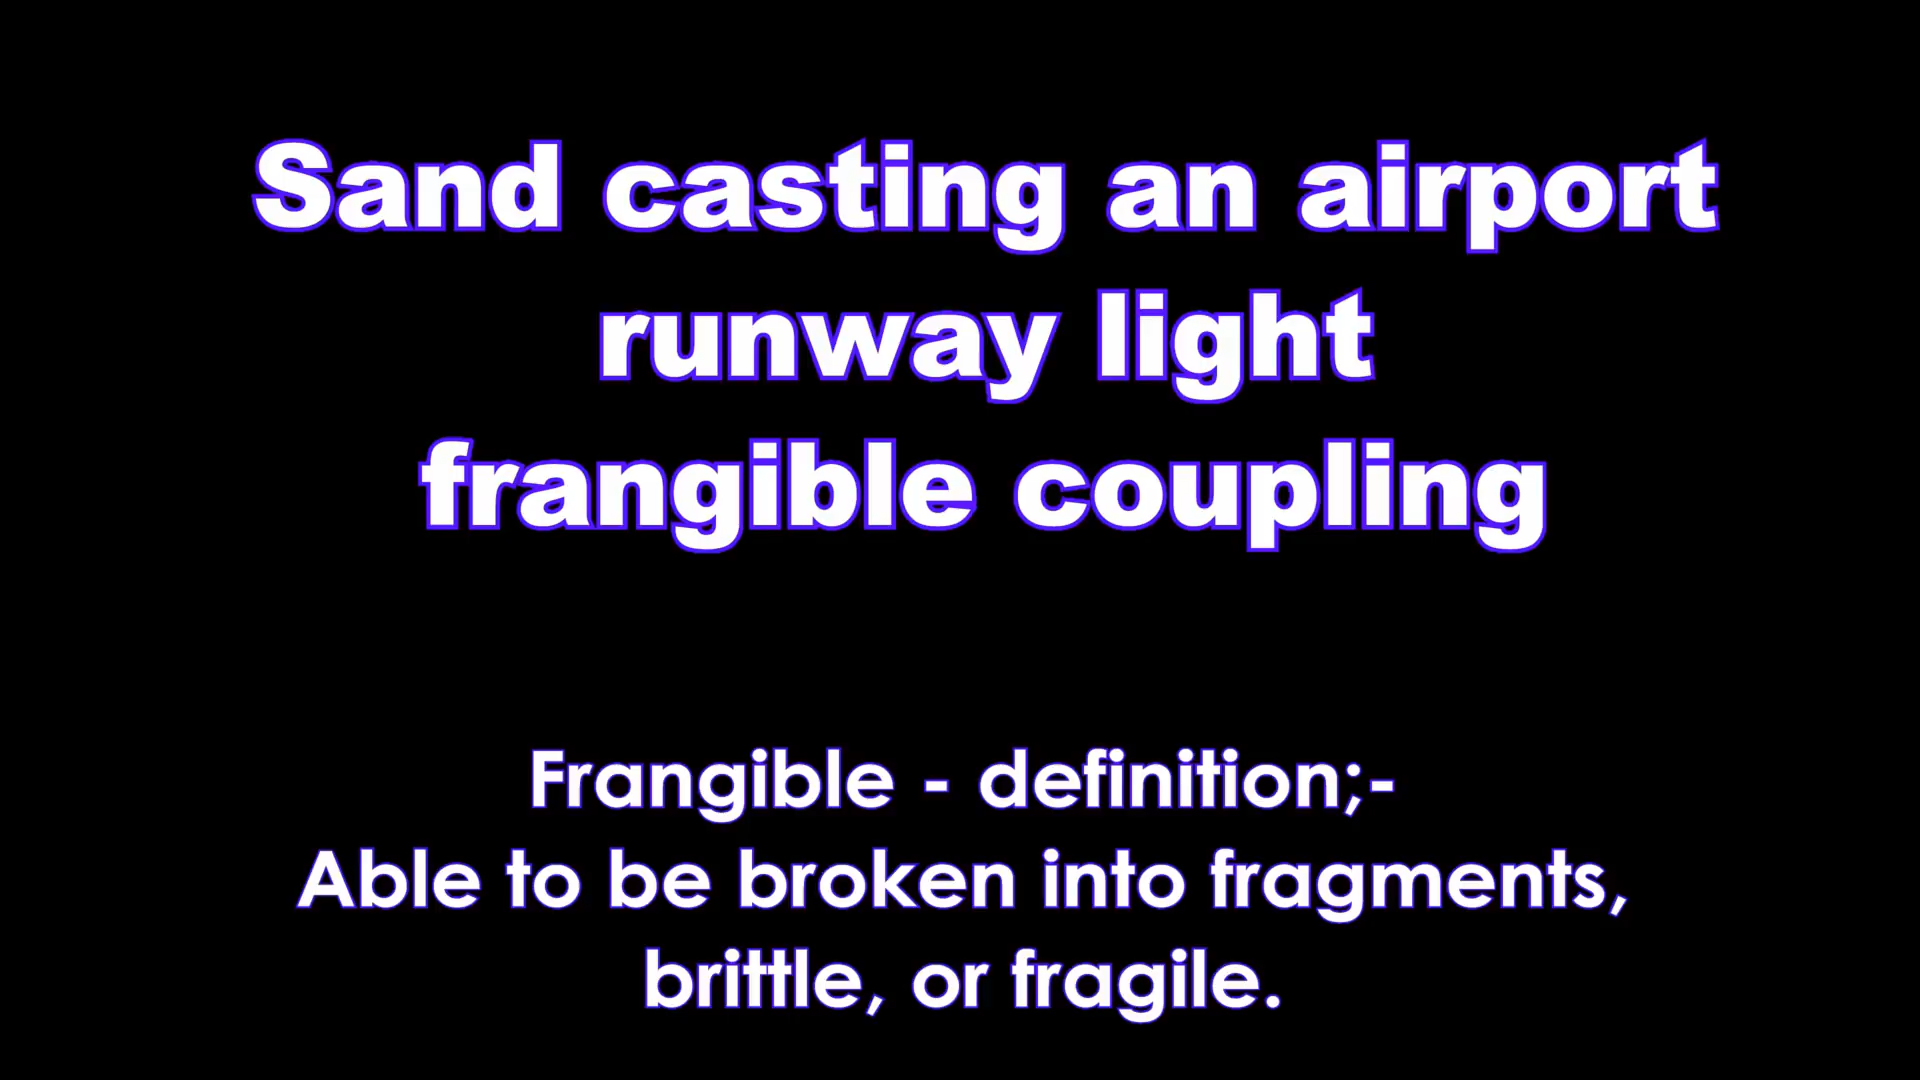 Sand casting an airport
runway light
frangible coupling
Frangible - definition;-
Able to be broken into fragments,
brittle, or fragile.